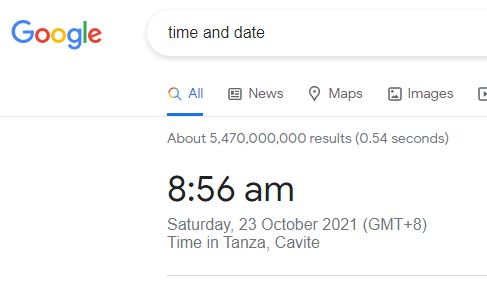 Google time and date
All News Maps Images
About 5,470,000,000 results (0.54 seconds)
8:56 am
Saturday, 23 October 2021 (GMT+8)
Time in Tanza, Cavite